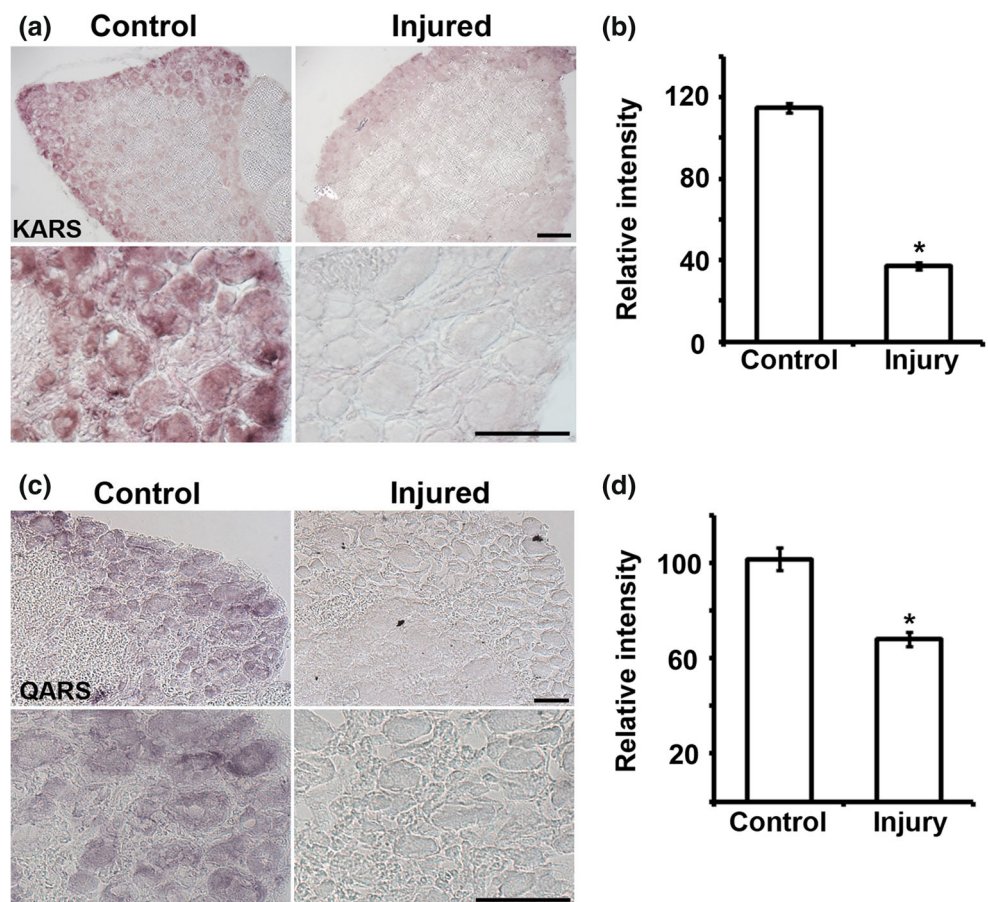 (a) Control Injured
KARS
(b)
Relative intensity
120
80
40
0
*
Control Injury
(c) Control Injured
QARS
(d)
Relative intensity
100
60
20
*
Control Injury